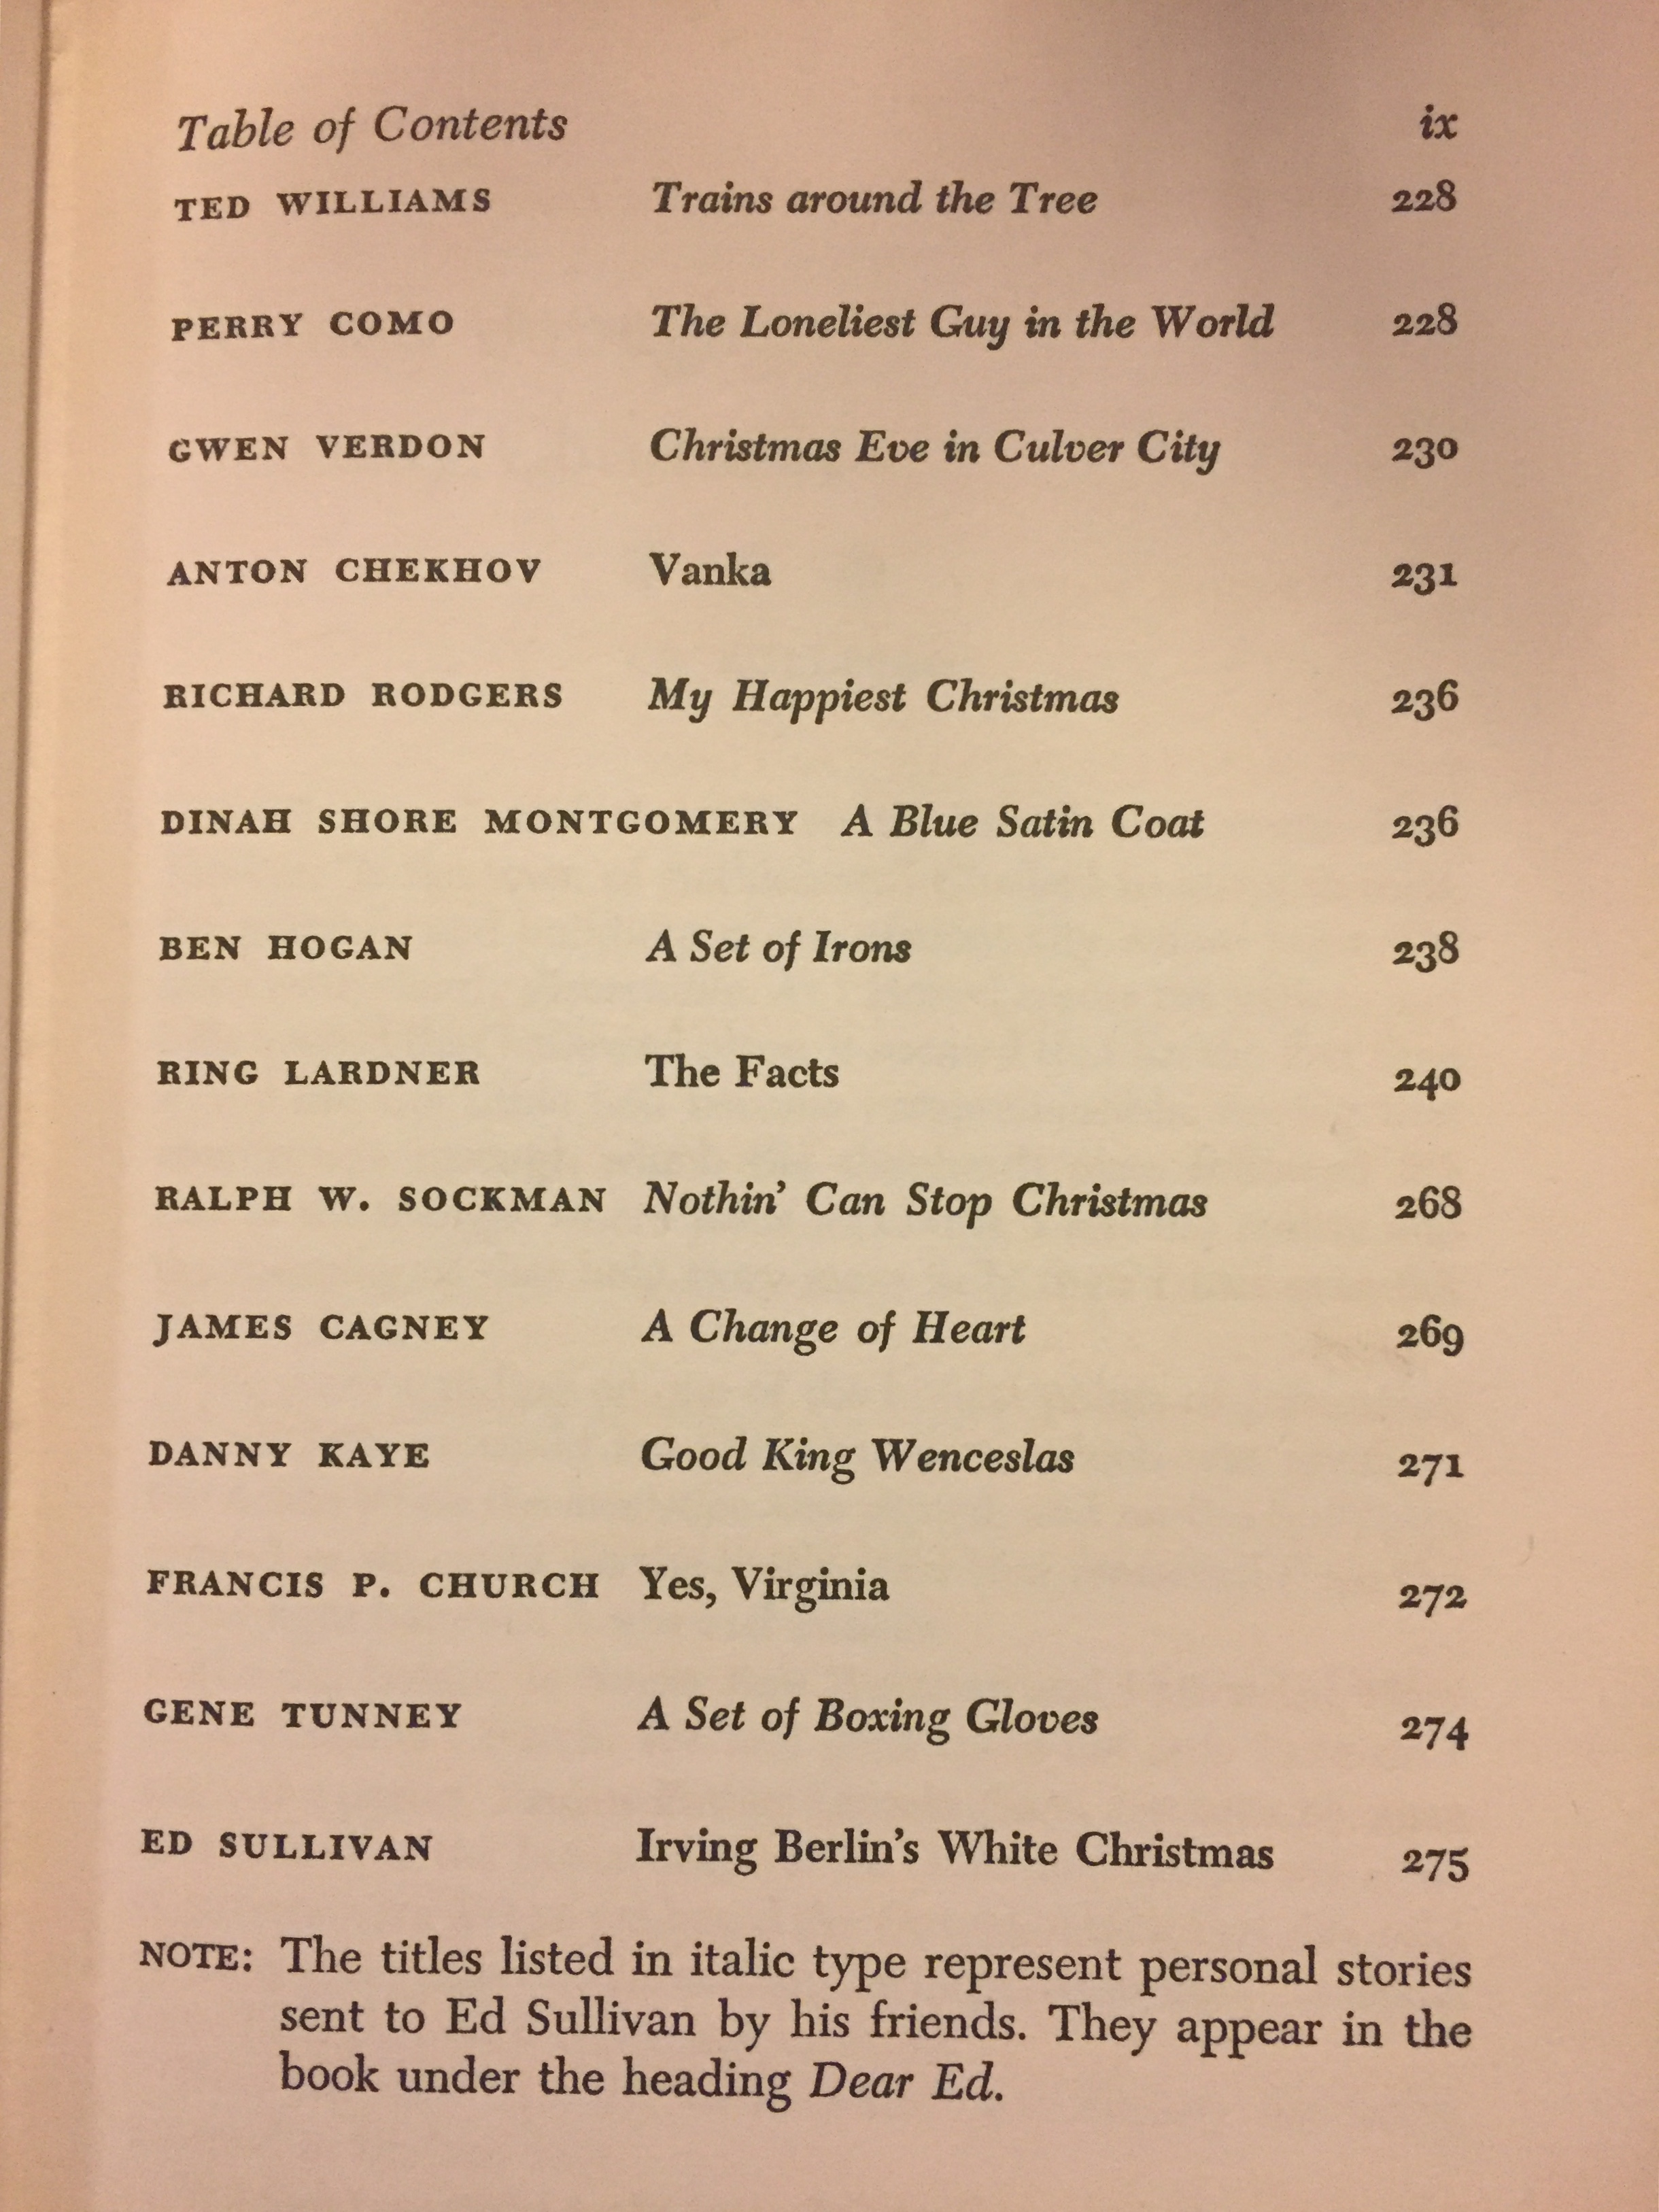 Table of Contents ix
TED WILLIAMS Trains around the Tree 228
PERRY COMO The Loneliest Guy in the World 228
GWEN VERDON Christmas Eve in Culver City 230
ANTON CHEKHOV Vanka 231
RICHARD RODGERS My Happiest Christmas 236
DINAH SHORE MONTGOMERY A Blue Satin Coat 236
BEN HOGAN A Set of Irons 238
RING LARDNER The Facts 240
RALPH W. SOCKMAN Nothin’ Can Stop Christmas 268
JAMES CAGNEY A Change of Heart 269
DANNY KAYE Good King Wenceslas 271
FRANCIS P. CHURCH Yes, Virginia 272
GENE TUNNEY A Set of Boxing Gloves 274
ED SULLIVAN Irving Berlin’s White Christmas 275
NOTE: The titles listed in italic type represent personal stories
sent to Ed Sullivan by his friends. They appear in the
book under the heading Dear Ed.